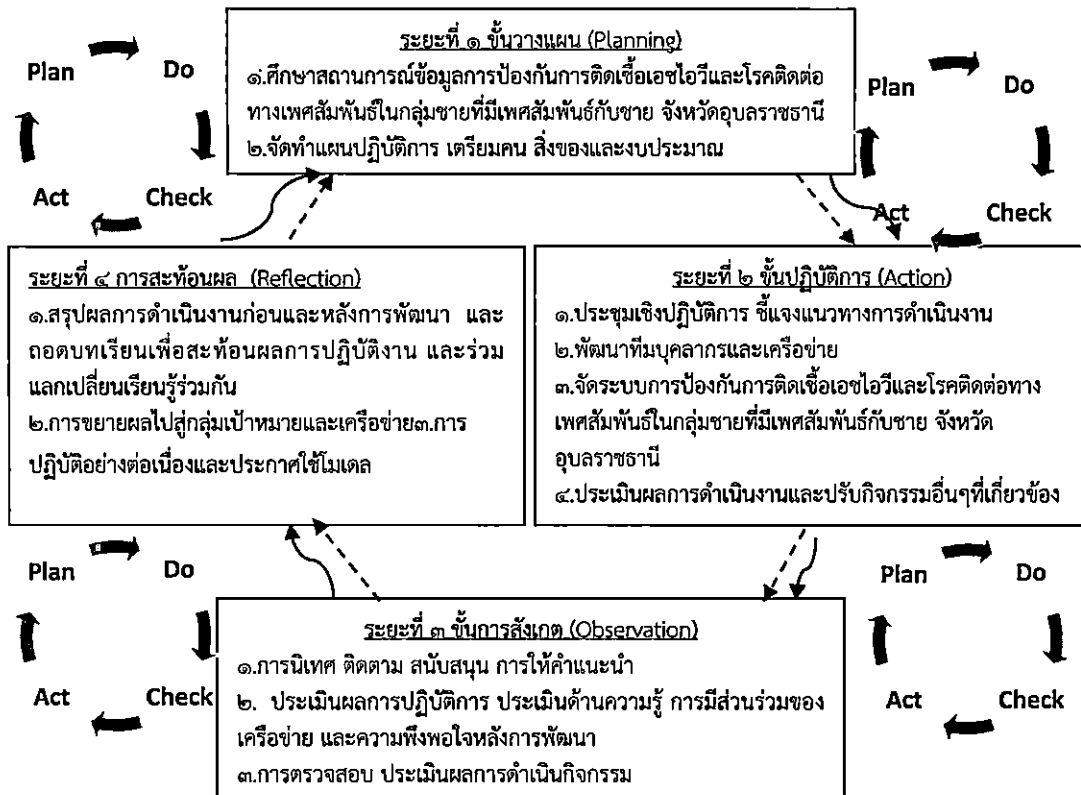 ระยะที่ ๑ ขั้นวางแผน (Planning)
๑.ศึกษาสถานการณ์ข้อมูลการป้องกันการติดเชื้อเอชไอวีและโรคติดต่อ
ทางเพศสัมพันธ์ในกลุ่มชายที่มีเพศสัมพันธ์กับชาย จังหวัดอุบลราชธานี
๒.จัดทำแผนปฏิบัติการ เตรียมคน สิ่งของและงบประมาณ
Plan
Do
Act
Check
Plan
Do
Act
Check
ระยะที่ ๔ การสะท้อนผล (Reflection)
๑.สรุปผลการดำเนินงานก่อนและหลังการพัฒนา และ
ถอดบทเรียนเพื่อสะท้อนผลการปฏิบัติงาน และร่วม
แลกเปลี่ยนเรียนรู้ร่วมกัน
๒.การขยายผลไปสู่กลุ่มเป้าหมายและเครือข่าย๓.การ
ปฏิบัติอย่างต่อเนื่องและประกาศใช้โมเดล
ระยะที่ ๒ ขั้นปฏิบัติการ (Action)
๑.ประชุมเชิงปฏิบัติการ ชี้แจงแนวทางการดำเนินงาน
๒.พัฒนาทีมบุคลากรและเครือข่าย
๓.จัดระบบการป้องกันการติดเชื้อเอชไอวีและโรคติดต่อทาง
เพศสัมพันธ์ในกลุ่มชายที่มีเพศสัมพันธ์กับชาย จังหวัด
อุบลราชธานี
๔.ประเมินผลการดำเนินงานและปรับกิจกรรมอื่นๆที่เกี่ยวข้อง
Plan
Do
Act
Check
Plan
Do
Act
Check
ระยะที่ ๓ ขั้นการสังเกต (Observation)
๑.การนิเทศ ติดตาม สนับสนุน การให้คำแนะนำ
๒. ประเมินผลการปฏิบัติการ ประเมินด้านความรู้ การมีส่วนร่วมของ
เครือข่าย และความพึงพอใจหลังการพัฒนา
๓.การตรวจสอบ ประเมินผลการดำเนินกิจกรรม